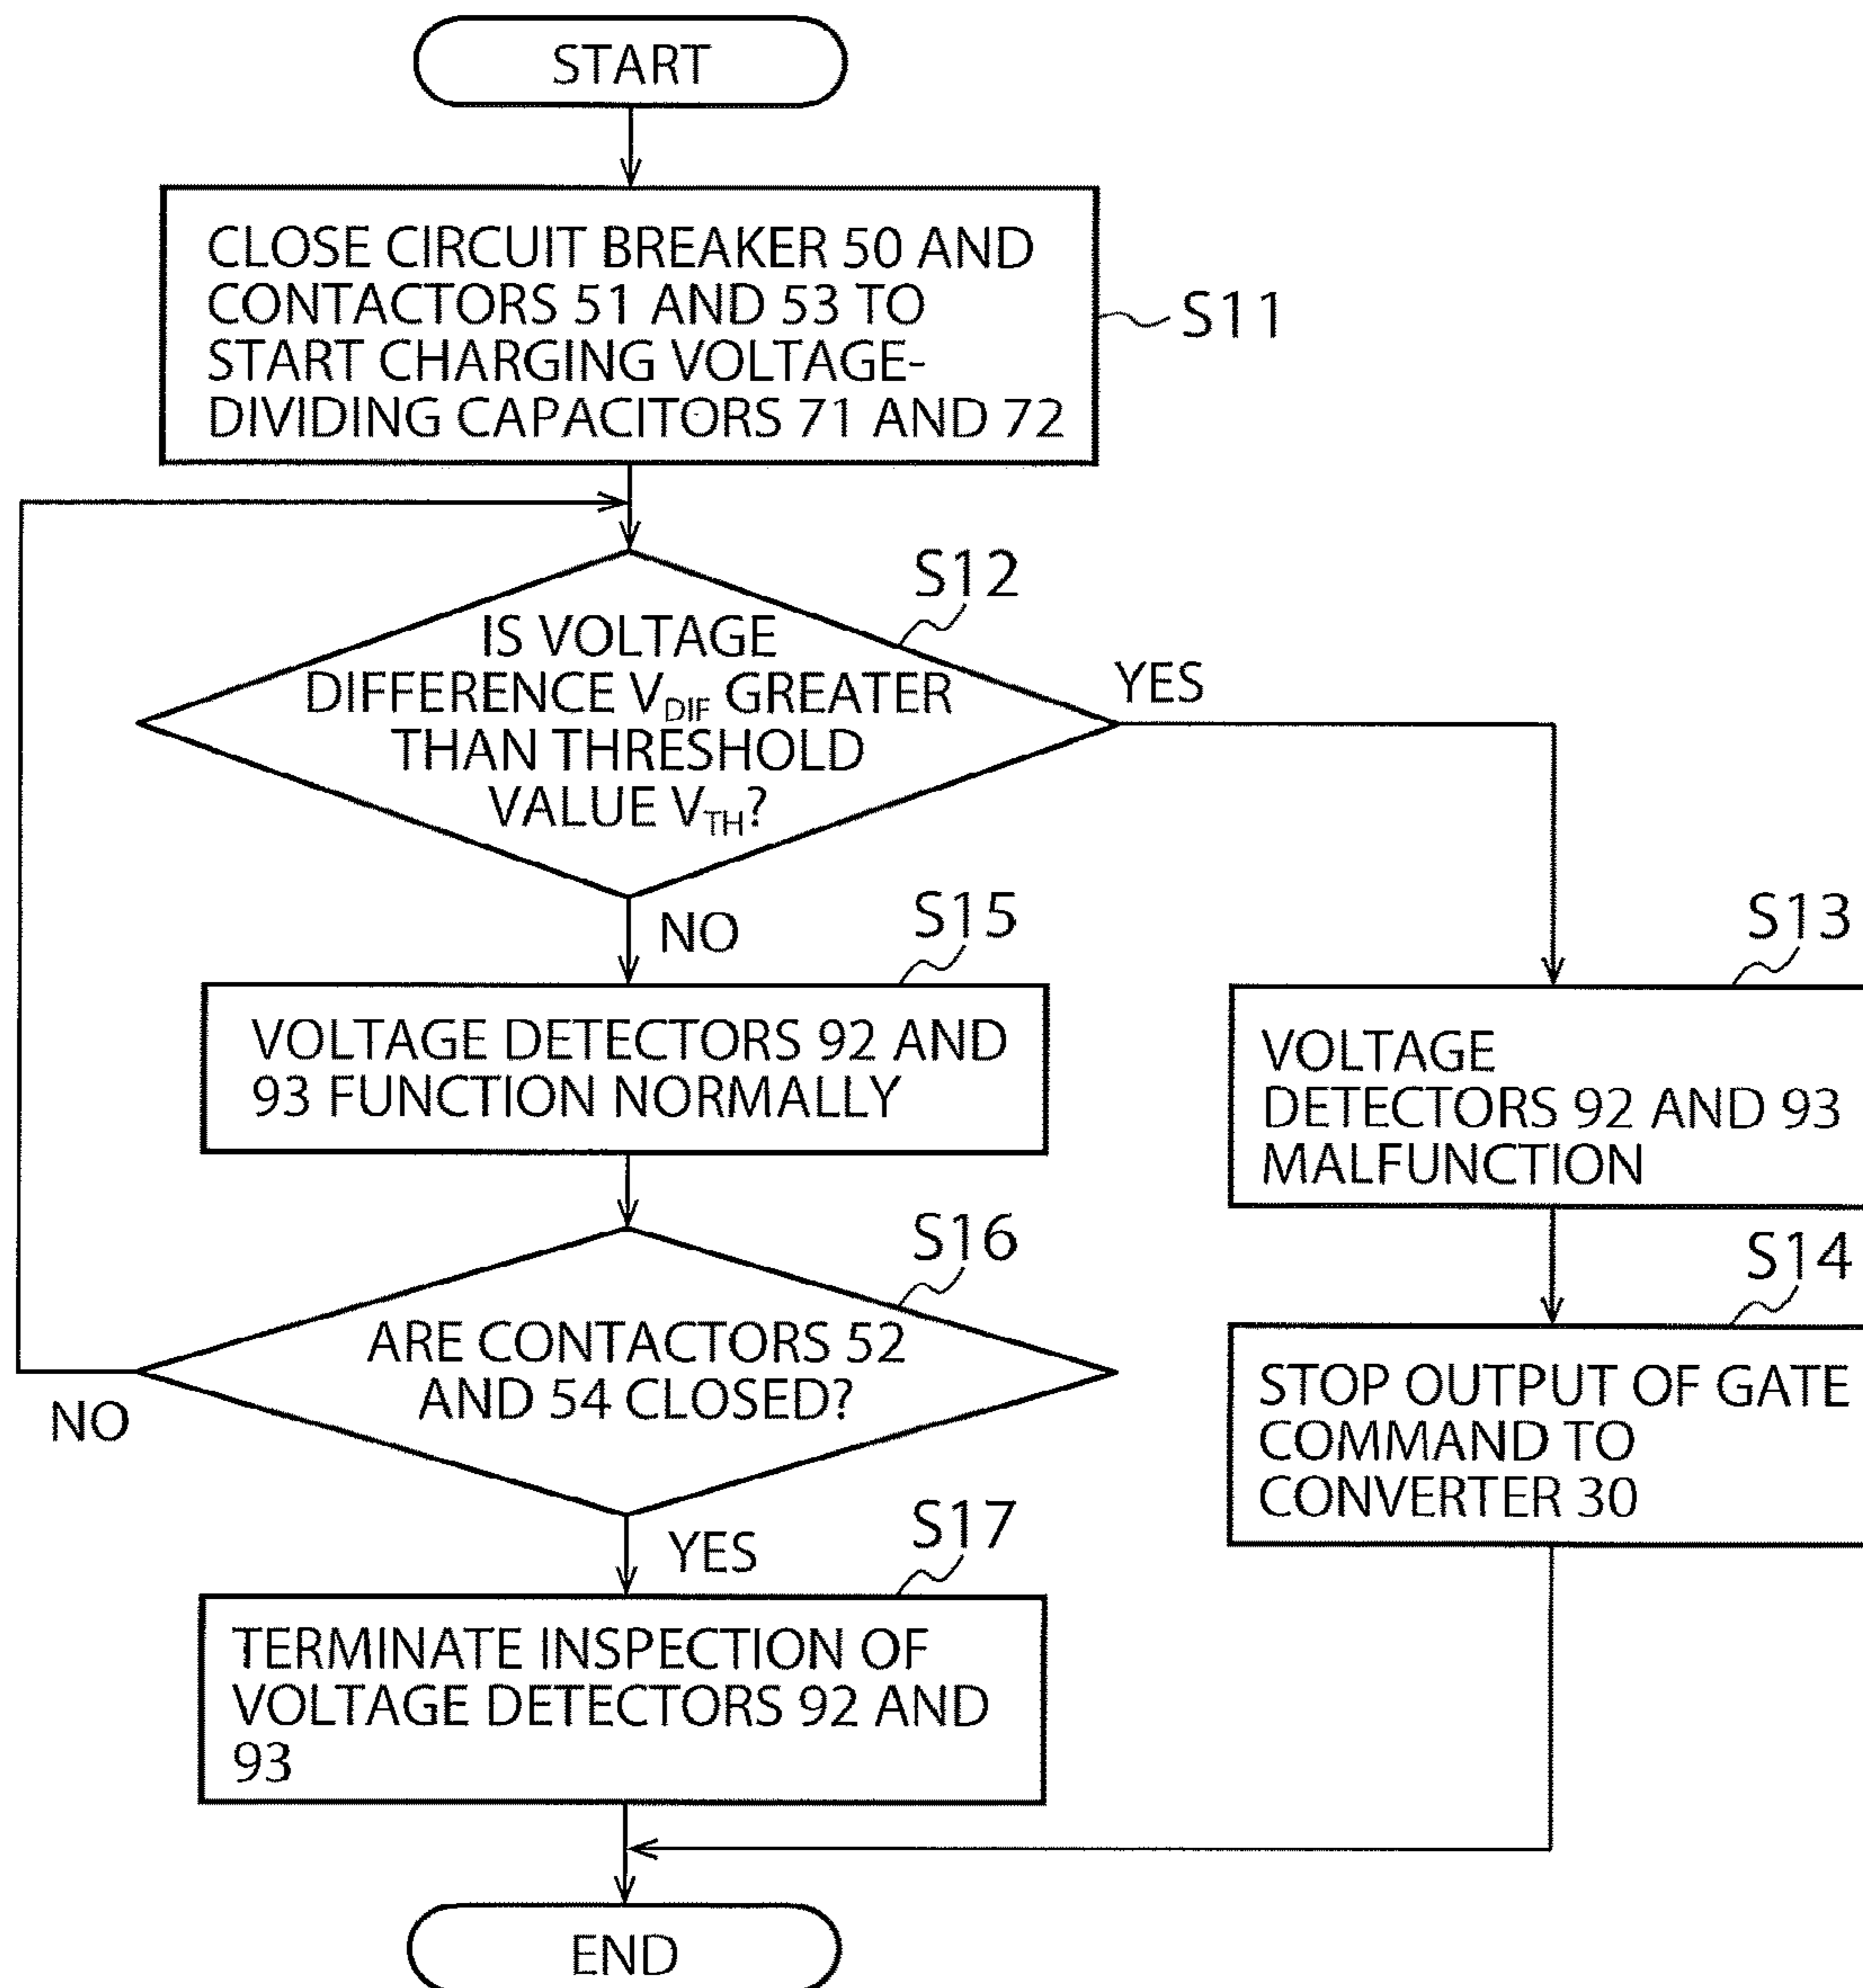 START
CLOSE CIRCUIT BREAKER 50 AND
CONTACTORS 51 AND 53 TO
START CHARGING VOLTAGE-
DIVIDING CAPACITORS 71 AND 72
S11
S12
IS VOLTAGE
DIFFERENCE V_DIF GREATER
THAN THRESHOLD
VALUE V_TH?
YES
NO
S15
VOLTAGE DETECTORS 92 AND
93 FUNCTION NORMALLY
S13
VOLTAGE
DETECTORS 92 AND 93
MALFUNCTION
S16
ARE CONTACTORS 52
AND 54 CLOSED?
NO
YES
S14
STOP OUTPUT OF GATE
COMMAND TO
CONVERTER 30
S17
TERMINATE INSPECTION OF
VOLTAGE DETECTORS 92 AND
93
END